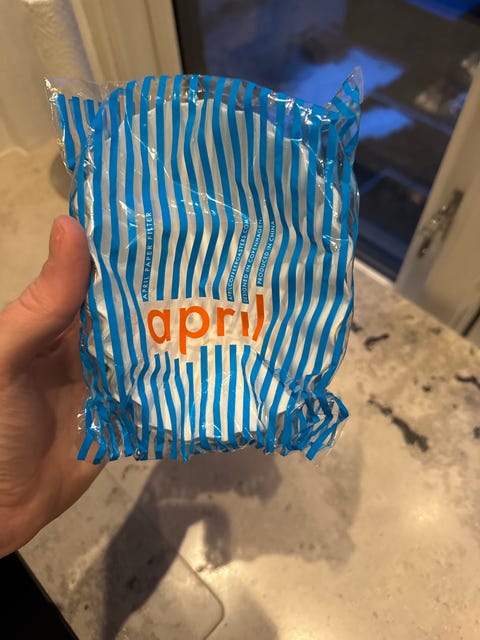 APRIL PAPER FILTER
APRILCOFFEEROASTERS.COM
DESIGNED IN COPENHAGEN
PRODUCED IN CHINA
april